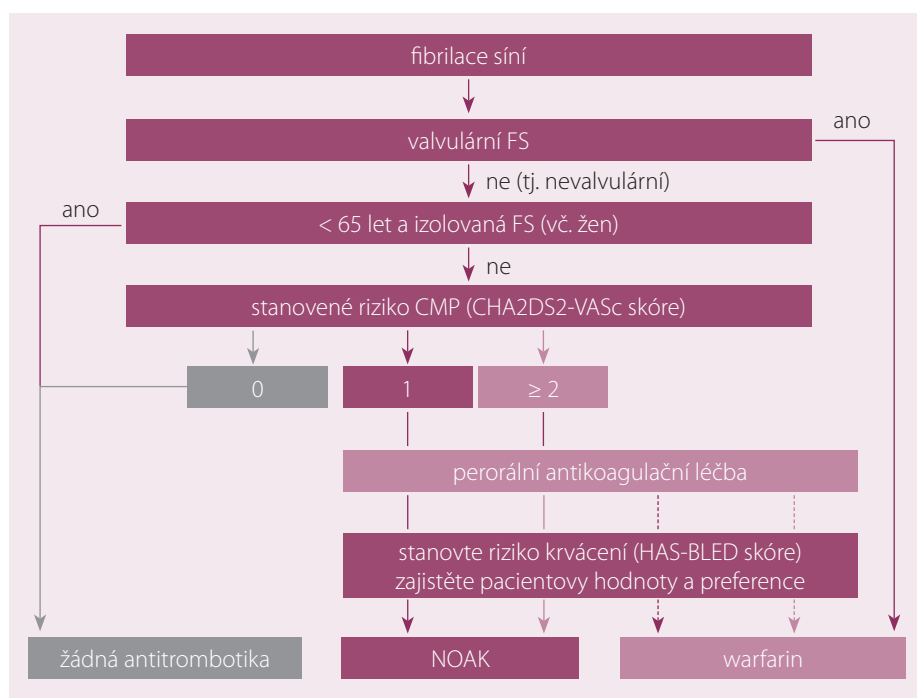 fibrilace síní
valvulární FS
ano
ne (tj. nevalvulární)
ano
< 65 let a izolovaná FS (vč. žen)
ne
stanovené riziko CMP (CHA2DS2-VASc skóre)
0
1
≥ 2
perorální antikoagulační léčba
stanovte riziko krvácení (HAS-BLED skóre)
zajistěte pacientovy hodnoty a preference
žádná antitrombotika
NOAK
warfarin